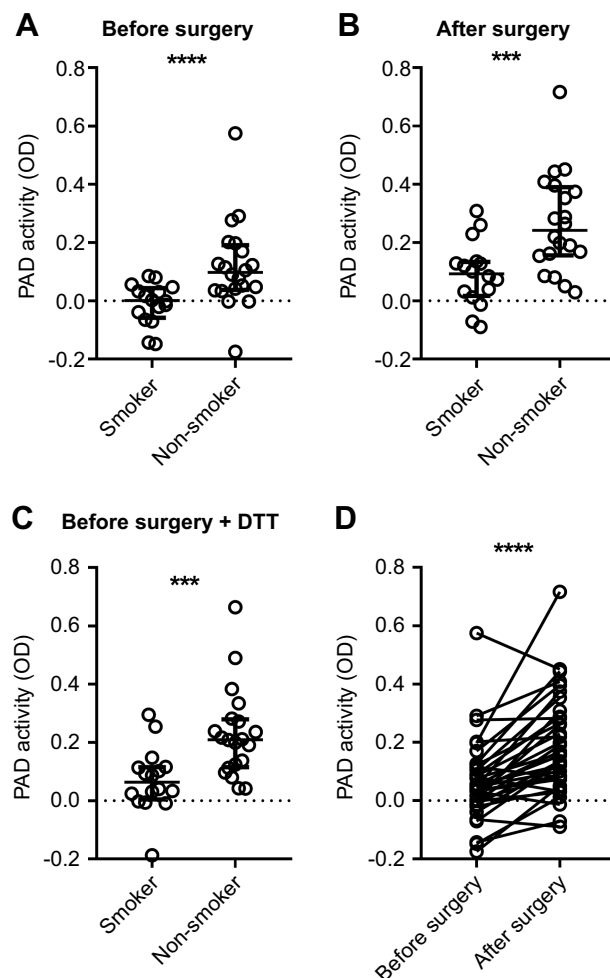 A Before surgery
****
PAD activity (OD)
0.8
0.6
0.4
0.2
0.0
-0.2
Smoker
Non-smoker
B After surgery
***
PAD activity (OD)
0.8
0.6
0.4
0.2
0.0
-0.2
Smoker
Non-smoker
C Before surgery + DTT
***
PAD activity (OD)
0.8
0.6
0.4
0.2
0.0
-0.2
Smoker
Non-smoker
D
****
PAD activity (OD)
0.8
0.6
0.4
0.2
0.0
-0.2
Before surgery
After surgery